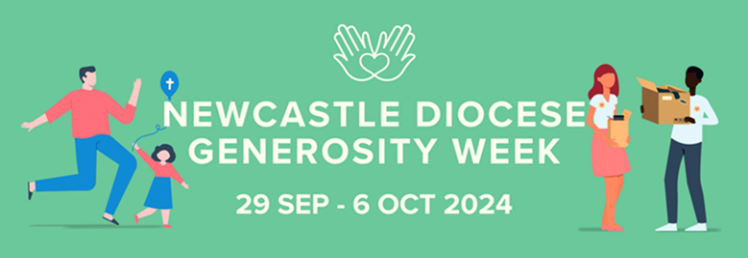 NEWCASTLE DIOCESE
GENEROSITY WEEK
29 SEP - 6 OCT 2024